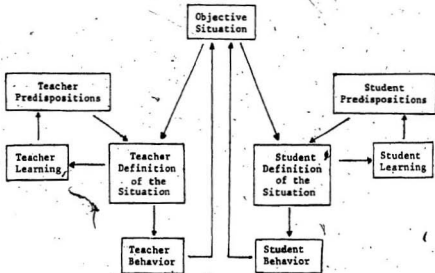 Objective
Situation
Teacher
Predispositions
Student
Predispositions
Teacher
Learning
Teacher
Definition
of the
Situation
Student
Definition
of the
Situation
Student
Learning
Teacher
Behavior
Student
Behavior